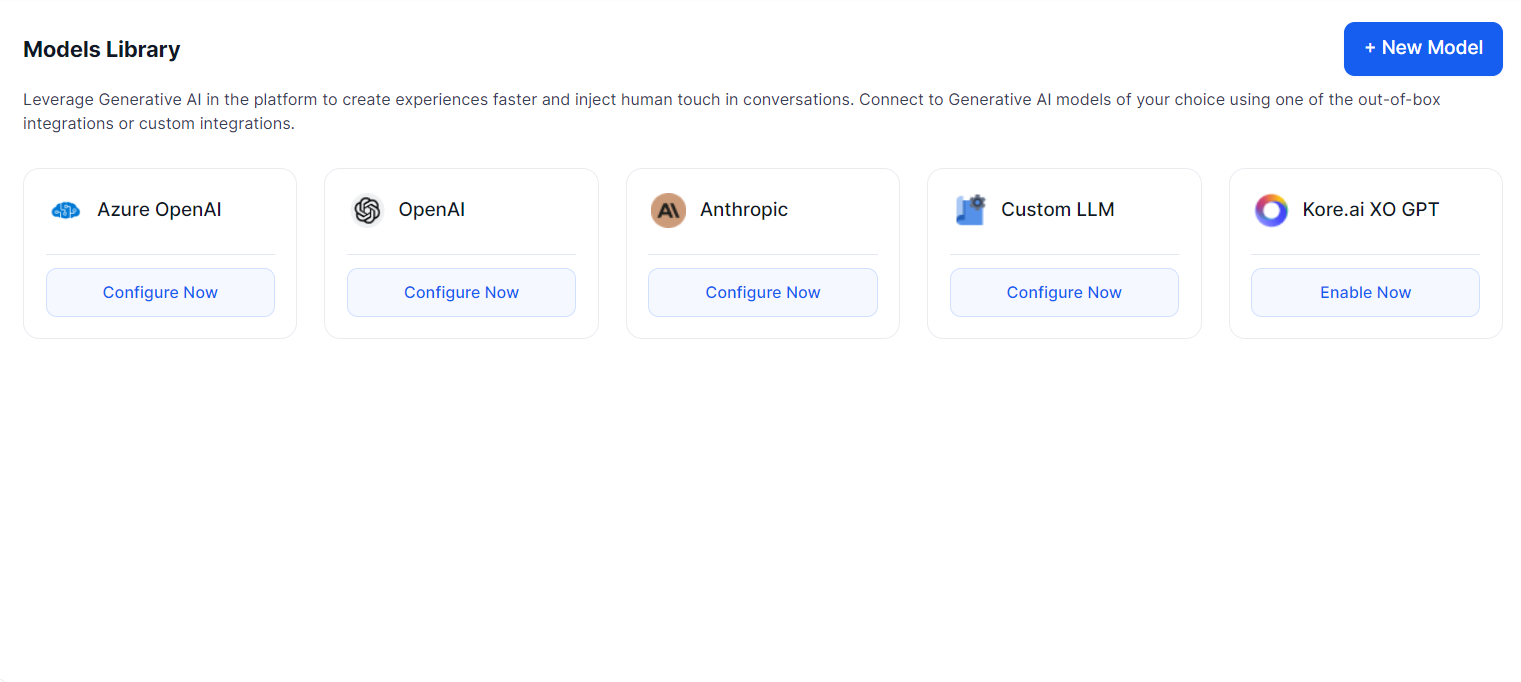 Models Library
+ New Model
Leverage Generative AI in the platform to create experiences faster and inject human touch in conversations. Connect to Generative AI models of your choice using one of the out-of-box
integrations or custom integrations.
Azure OpenAI
OpenAI
Anthropic
Custom LLM
Kore.ai XO GPT
Configure Now
Configure Now
Configure Now
Configure Now
Enable Now